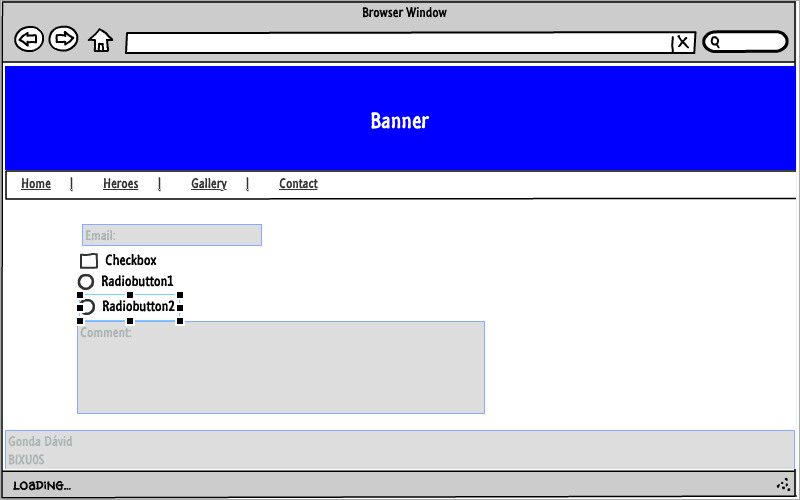 Browser Window
X
Banner
Home | Heroes | Gallery | Contact
Email:
Checkbox
Radiobutton1
Radiobutton2
Comment:
Gonda Dávid
BIXU0S
LOADING...